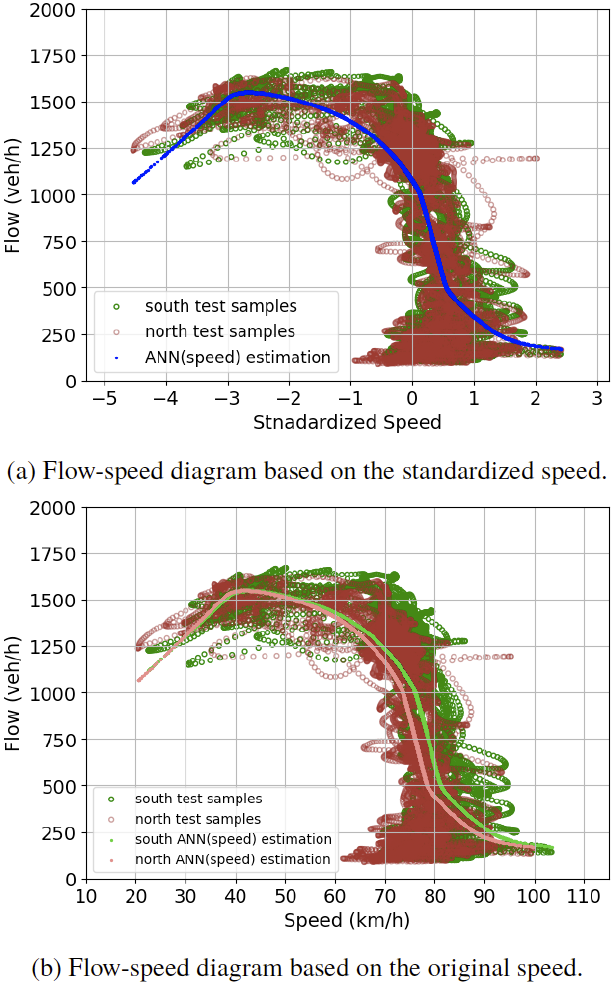 2000
1750
1500
1250
1000
750
500
250
0
Flow (veh/h)
south test samples
north test samples
ANN(speed) estimation
−5 −4 −3 −2 −1 0 1 2 3
Stnadardized Speed
(a) Flow-speed diagram based on the standardized speed.
2000
1750
1500
1250
1000
750
500
250
0
Flow (veh/h)
south test samples
north test samples
south ANN(speed) estimation
north ANN(speed) estimation
10 20 30 40 50 60 70 80 90 100 110
Speed (km/h)
(b) Flow-speed diagram based on the original speed.